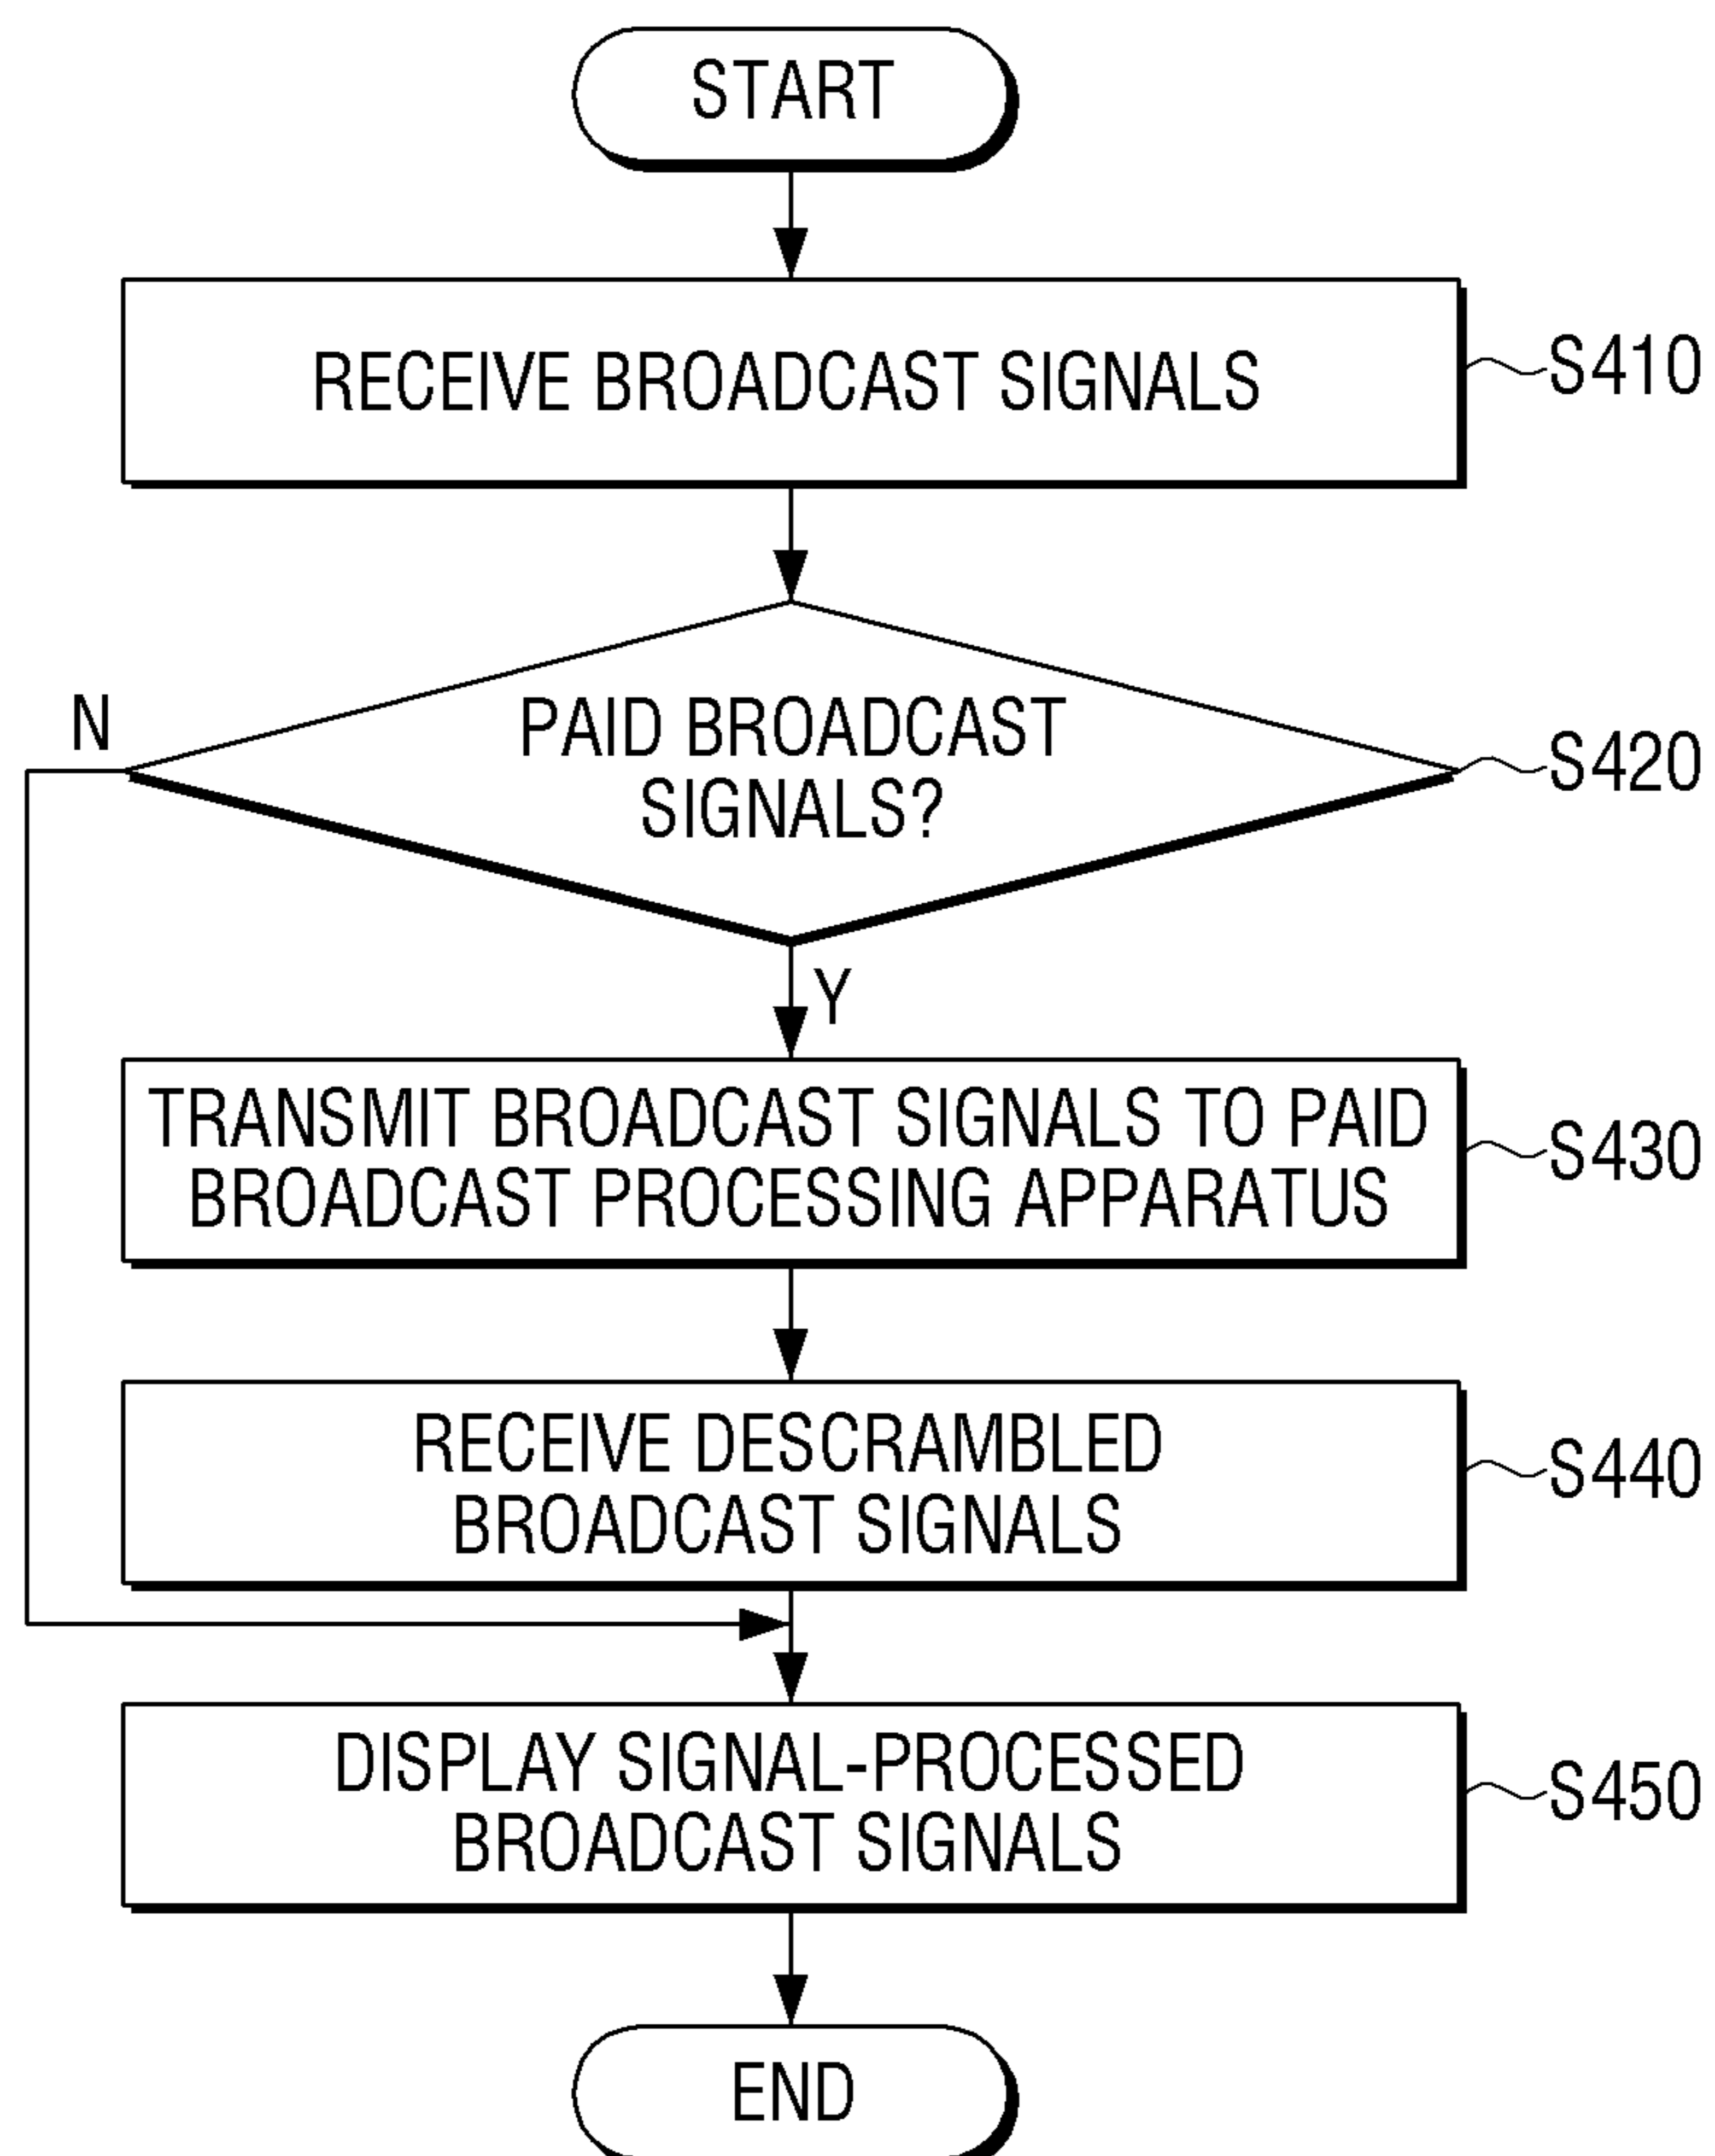 START
RECEIVE BROADCAST SIGNALS
S410
N
PAID BROADCAST
SIGNALS?
S420
Y
TRANSMIT BROADCAST SIGNALS TO PAID
BROADCAST PROCESSING APPARATUS
S430
RECEIVE DESCRAMBLED
BROADCAST SIGNALS
S440
DISPLAY SIGNAL-PROCESSED
BROADCAST SIGNALS
S450
END